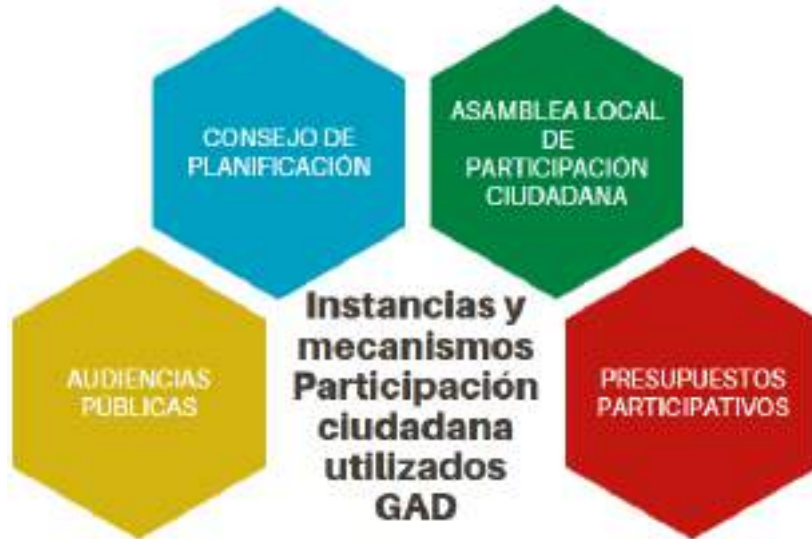 CONSEJO DE
PLANIFICACIÓN
ASAMBLEA LOCAL
DE
PARTICIPACIÓN
CIUDADANA
AUDIENCIAS
PÚBLICAS
Instancias y
mecanismos
Participación
ciudadana
utilizados
GAD
PRESUPUESTOS
PARTICIPATIVOS